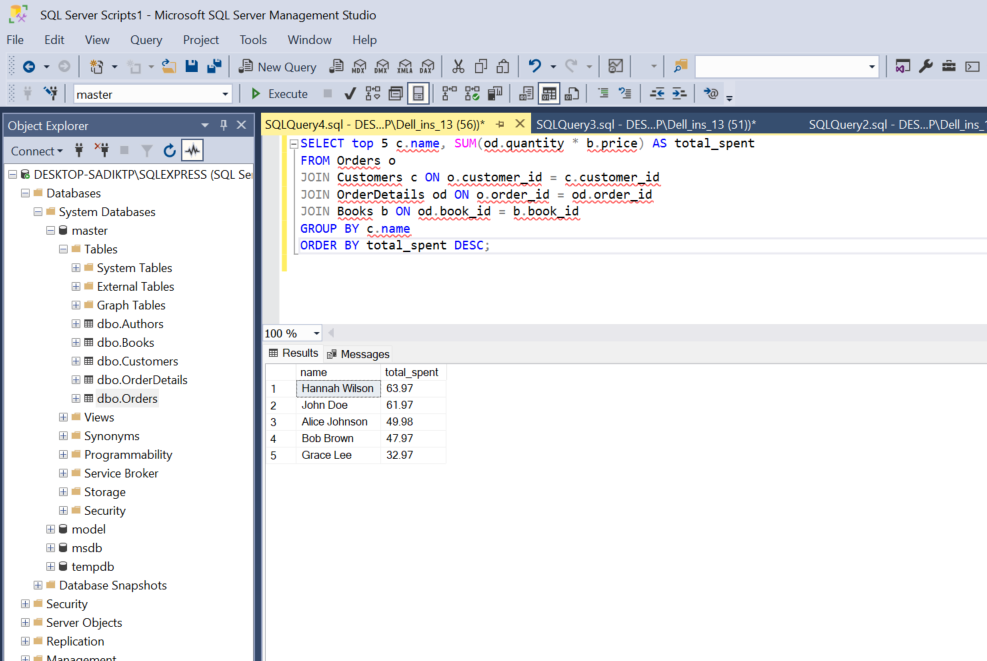 SQL Server Scripts1 - Microsoft SQL Server Management Studio
File Edit View Query Project Tools Window Help
New Query MDX DMX XMLA DAX
master Execute
Object Explorer
Connect
DESKTOP-SADIKTP\SQLEXPRESS (SQL Se
Databases
System Databases
master
Tables
System Tables
External Tables
Graph Tables
dbo.Authors
dbo.Books
dbo.Customers
dbo.OrderDetails
dbo.Orders
Views
Synonyms
Programmability
Service Broker
Storage
Security
model
msdb
tempdb
Database Snapshots
Security
Server Objects
Replication
Management
SQLQuery4.sql - DES...P\Dell_ins_13 (56))* SQLQuery3.sql - DES...P\Dell_ins_13 (51))* SQLQuery2.sql - DES...P\Dell_ins_1
SELECT top 5 c.name, SUM(od.quantity * b.price) AS total_spent
FROM Orders o
JOIN Customers c ON o.customer_id = c.customer_id
JOIN OrderDetails od ON o.order_id = od.order_id
JOIN Books b ON od.book_id = b.book_id
GROUP BY c.name
ORDER BY total_spent DESC;
100 %
Results Messages
name total_spent
1 Hannah Wilson 63.97
2 John Doe 61.97
3 Alice Johnson 49.98
4 Bob Brown 47.97
5 Grace Lee 32.97